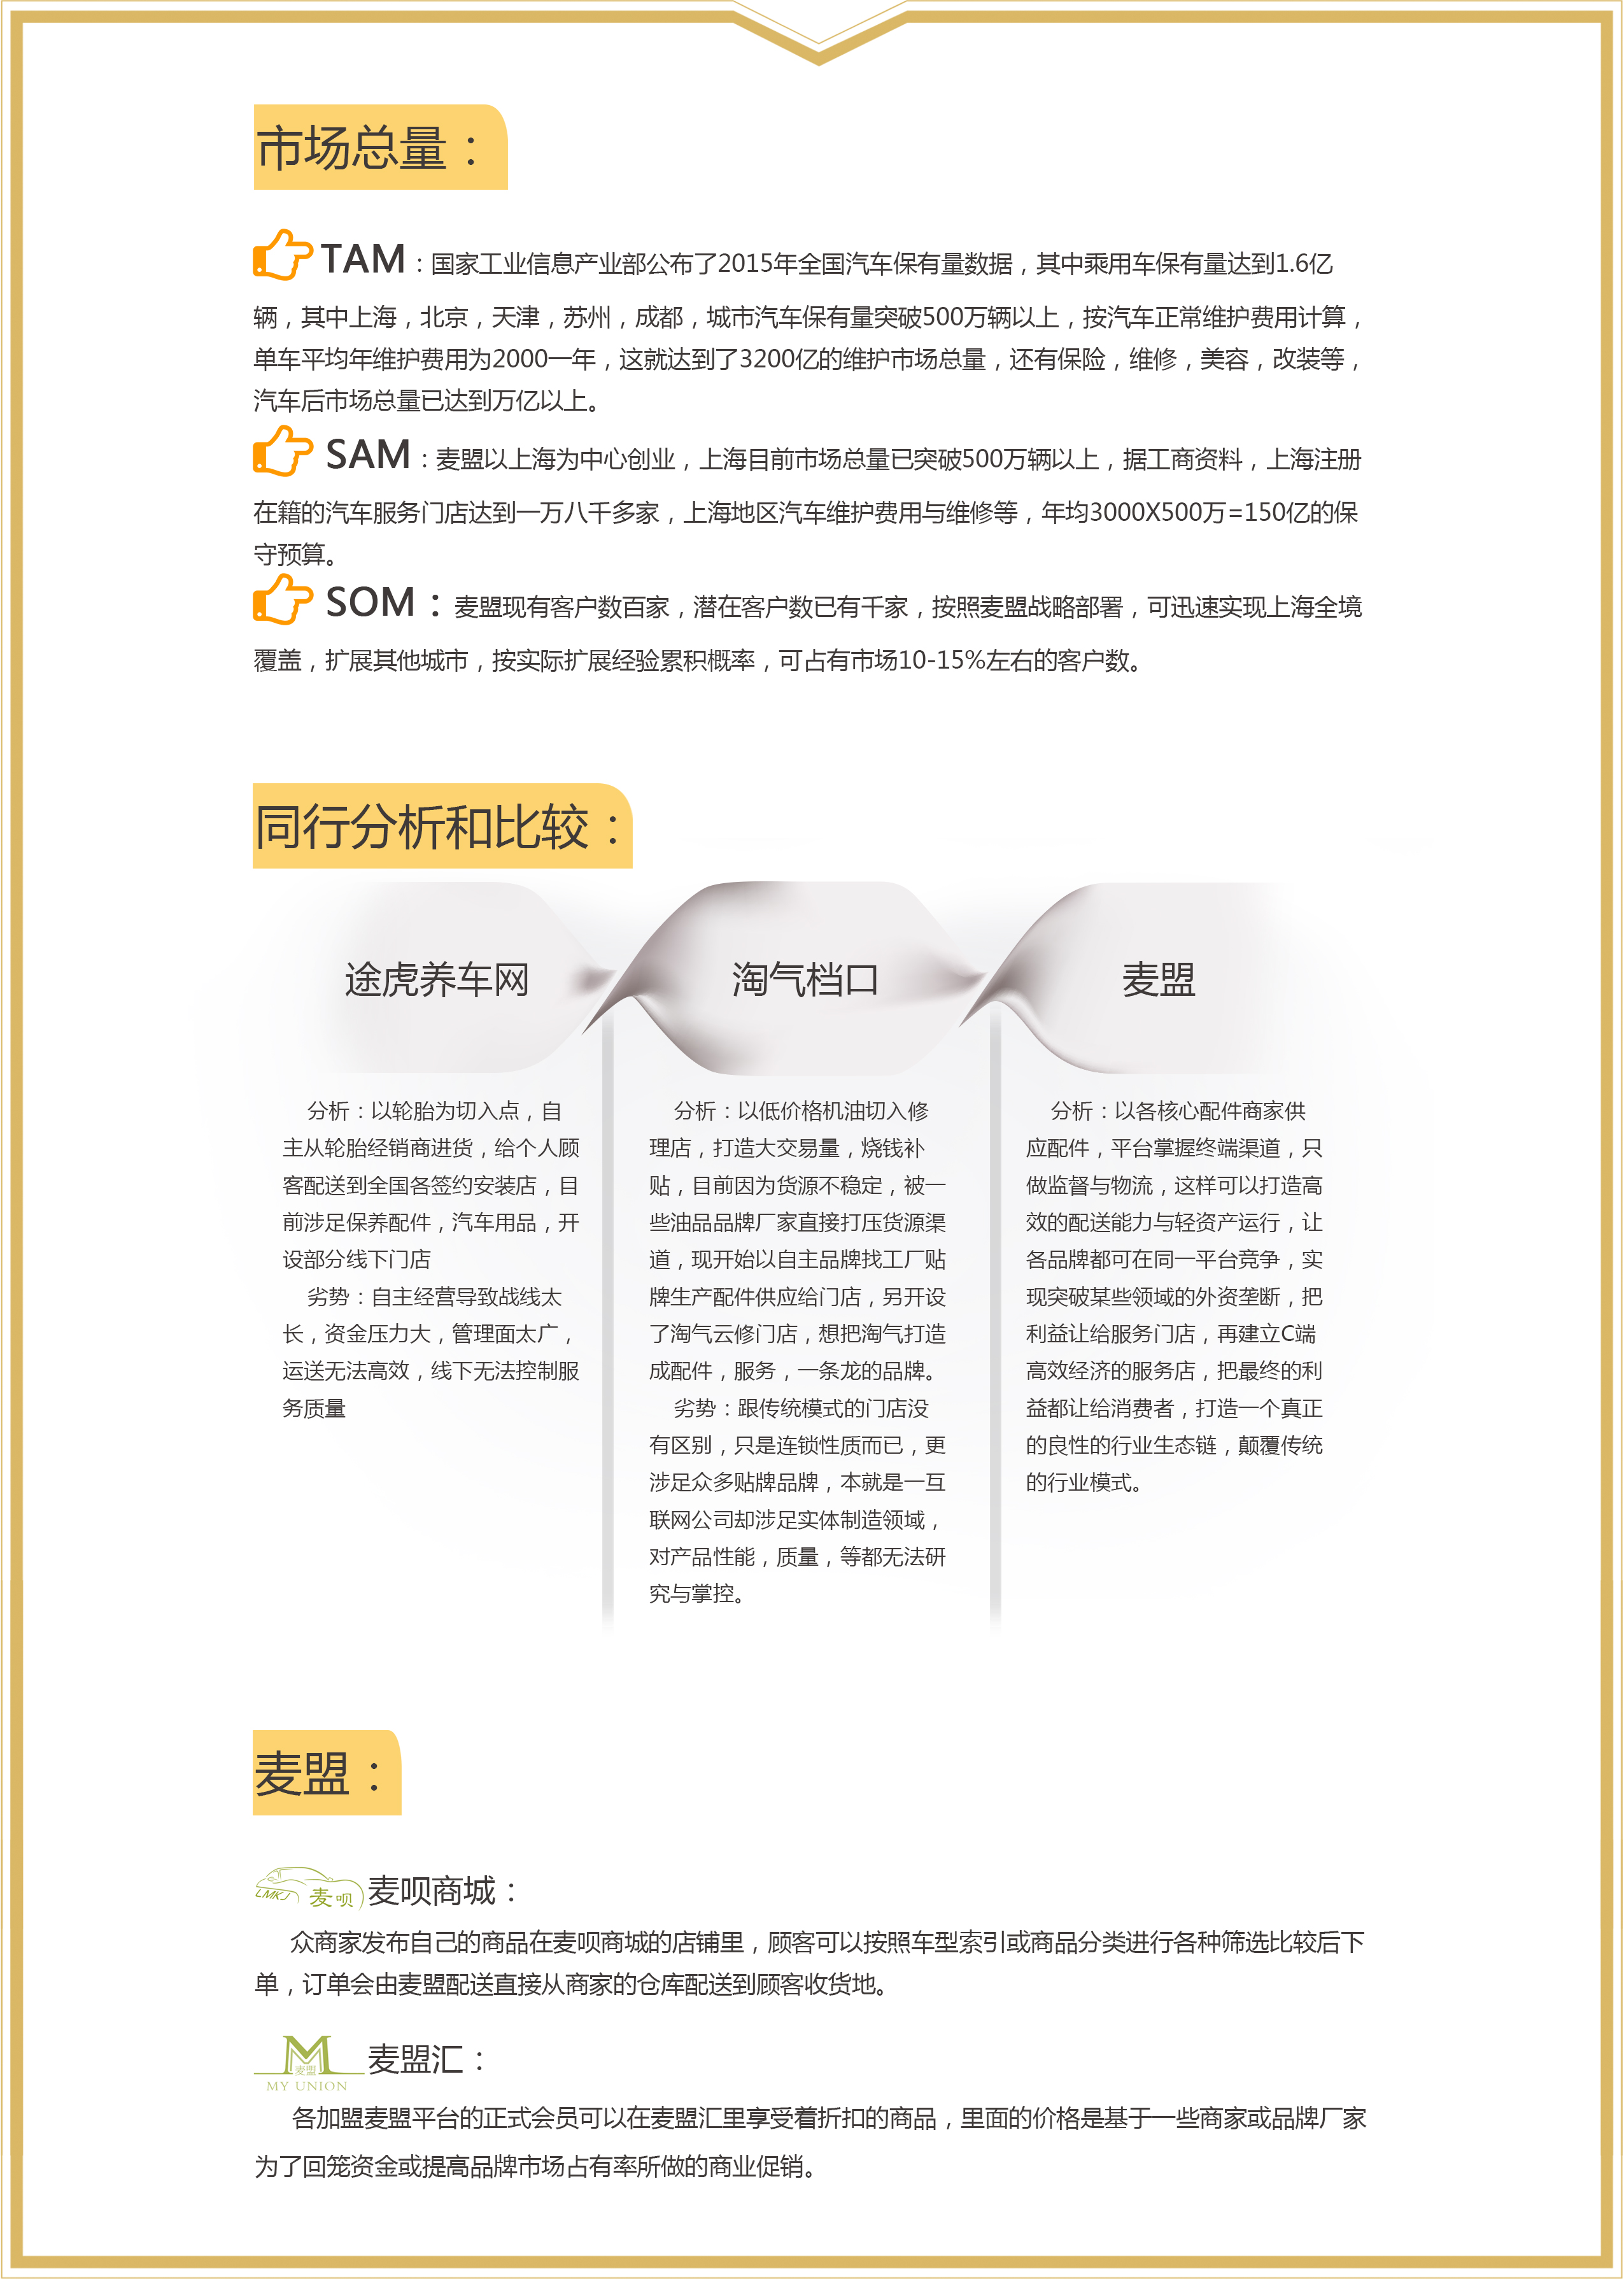 市场总量：
TAM：国家工业信息产业部公布了2015年全国汽车保有量数据，其中乘用车保有量达到1.6亿
辆，其中上海，北京，天津，苏州，成都，城市汽车保有量突破500万辆以上，按汽车正常维护费用计算，
单车平均年维护费用为2000一年，这就达到了3200亿的维护市场总量，还有保险，维修，美容，改装等，
汽车后市场总量已达到万亿以上。
SAM：麦盟以上海为中心创业，上海目前市场总量已突破500万辆以上，据工商资料，上海注册
在籍的汽车服务门店达到一万八千多家，上海地区汽车维护费用与维修等，年均3000X500万=150亿的保
守预算。
SOM：麦盟现有客户数百家，潜在客户数已有千家，按照麦盟战略部署，可迅速实现上海全境
覆盖，扩展其他城市，按实际扩展经验累积概率，可占有市场10-15%左右的客户数。
同行分析和比较：
途虎养车网
分析：以轮胎为切入点，自
主从轮胎经销商进货，给个人顾
客配送到全国各签约安装店，目
前涉足保养配件，汽车用品，开
设部分线下门店
劣势：自主经营导致战线太
长，资金压力大，管理面太广，
运送无法高效，线下无法控制服
务质量
淘气档口
分析：以低价格机油切入修
理店，打造大交易量，烧钱补
贴，目前因为货源不稳定，被一
些油品品牌厂家直接打压货源渠
道，现开始以自主品牌找工厂贴
牌生产配件供应给门店，另开设
了淘气云修门店，想把淘气打造
成配件，服务，一条龙的品牌。
劣势：跟传统模式的门店没
有区别，只是连锁性质而已，更
涉足众多贴牌品牌，本就是一互
联网公司却涉足实体制造领域，
对产品性能，质量，等都无法研
究与掌控。
麦盟
分析：以各核心配件商家供
应配件，平台掌握终端渠道，只
做监督与物流，这样可以打造高
效的配送能力与轻资产运行，让
各品牌都可在同一平台竞争，实
现突破某些领域的外资垄断，把
利益让给服务门店，再建立C端
高效经济的服务店，把最终的利
益都让给消费者，打造一个真正
的良性的行业生态链，颠覆传统
的行业模式。
麦盟：
LMKJ 麦呗
麦呗商城：
众商家发布自己的商品在麦呗商城的店铺里，顾客可以按照车型索引或商品分类进行各种筛选比较后下
单，订单会由麦盟配送直接从商家的仓库配送到顾客收货地。
麦盟
MY UNION
麦盟汇：
各加盟麦盟平台的正式会员可以在麦盟汇里享受着折扣的商品，里面的价格是基于一些商家或品牌厂家
为了回笼资金或提高品牌市场占有率所做的商业促销。